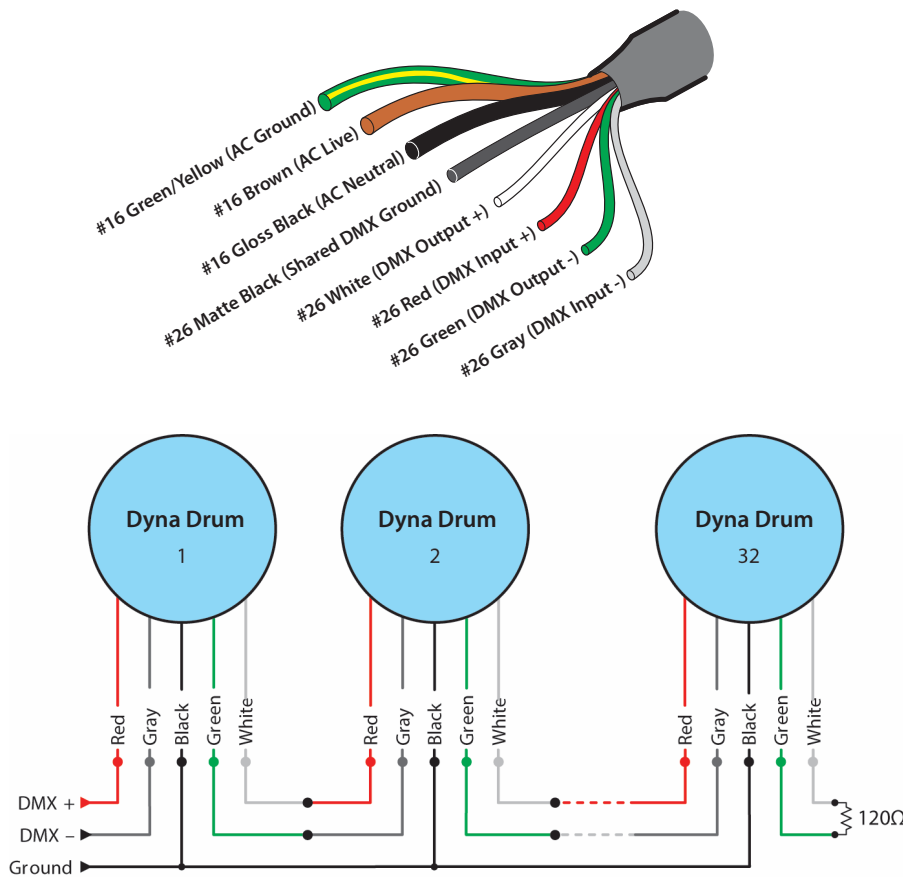 #16 Green/Yellow (AC Ground)
#16 Brown (AC Live)
#16 Gloss Black (AC Neutral)
#26 Matte Black (Shared DMX Ground)
#26 White (DMX Output +)
#26 Red (DMX Input +)
#26 Green (DMX Output -)
#26 Gray (DMX Input -)
Dyna Drum
1
Dyna Drum
2
Dyna Drum
32
Red
Gray
Black
Green
White
Red
Gray
Black
Green
White
Red
Gray
Black
Green
White
DMX +
DMX –
Ground
120Ω